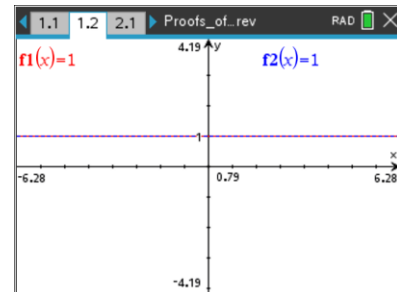 1.1 1.2 2.1 Proofs_of…rev RAD
4.19 y
f1(x)=1 f2(x)=1
1
x
-6.28 0.79 6.28
-4.19